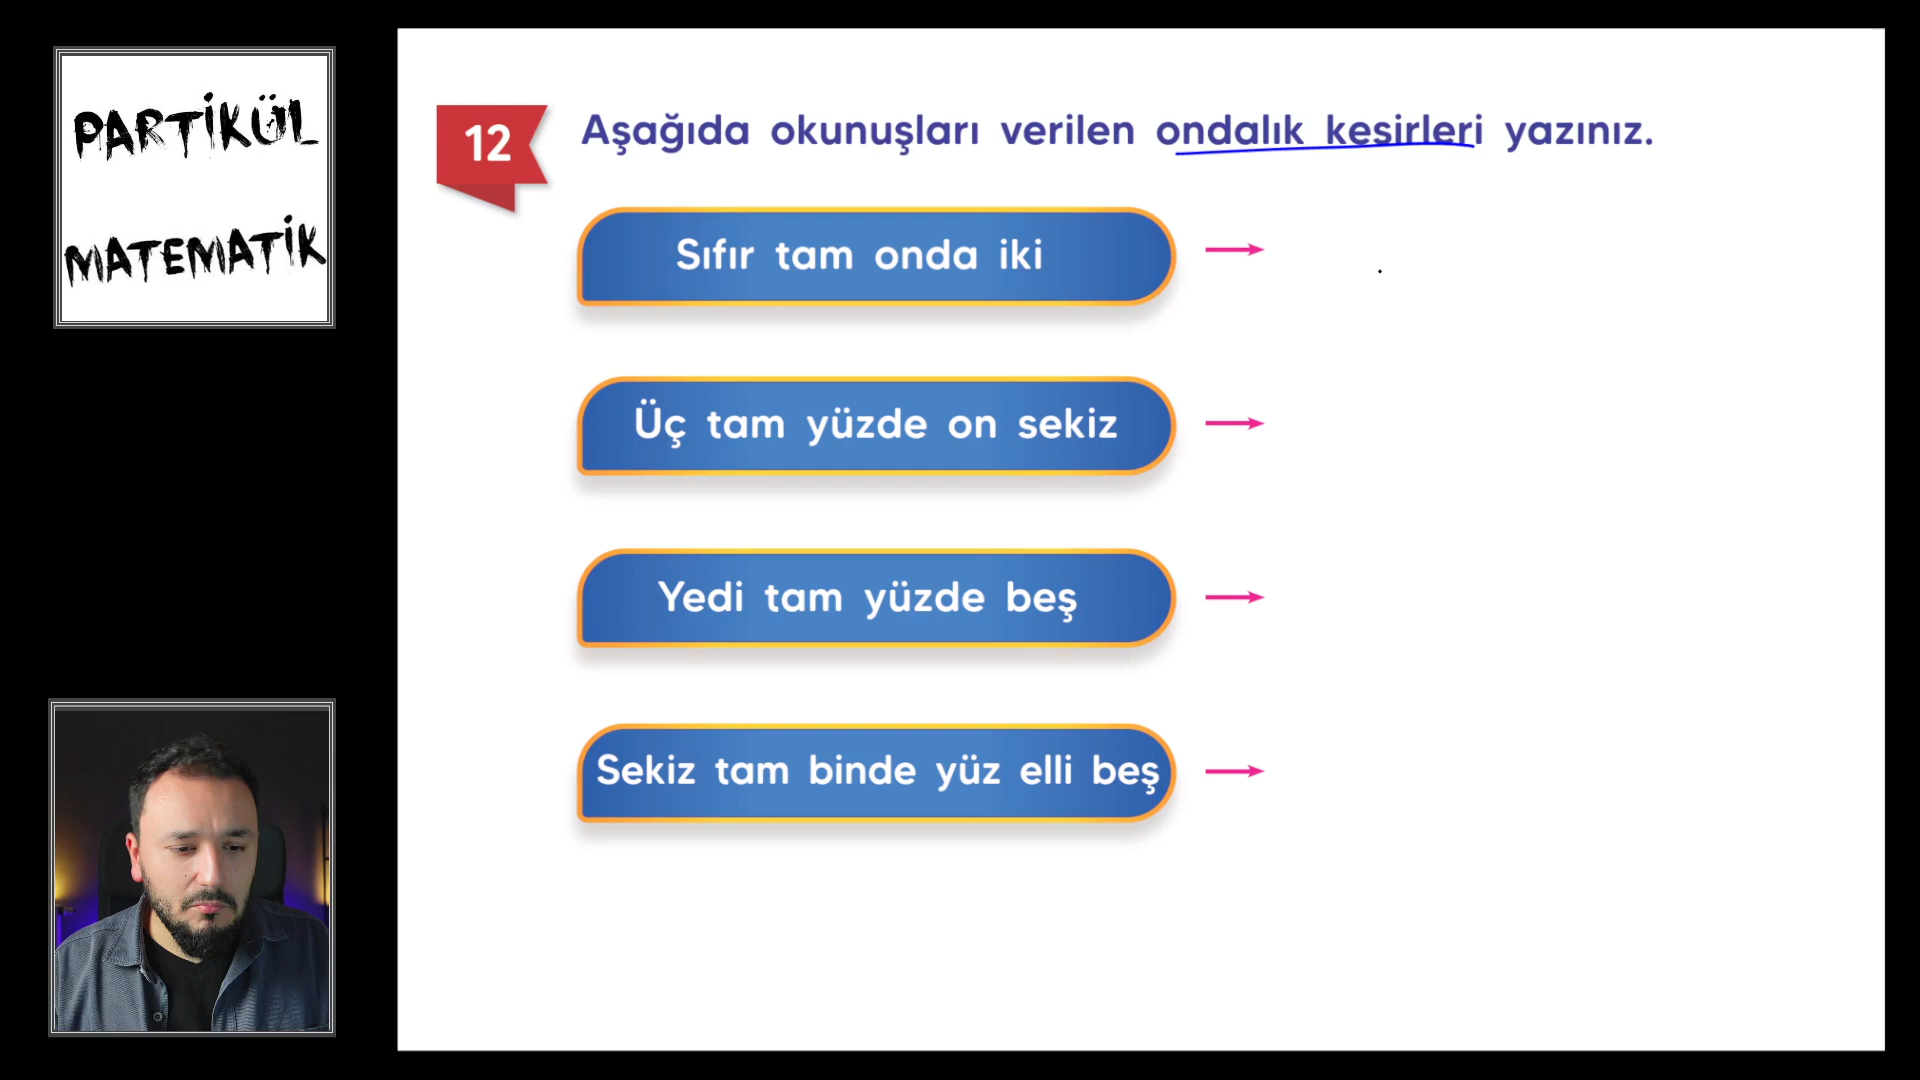 PARTİKÜL
MATEMATİK
12
Aşağıda okunuşları verilen ondalık kesirleri yazınız.
Sıfır tam onda iki
Üç tam yüzde on sekiz
Yedi tam yüzde beş
Sekiz tam binde yüz elli beş